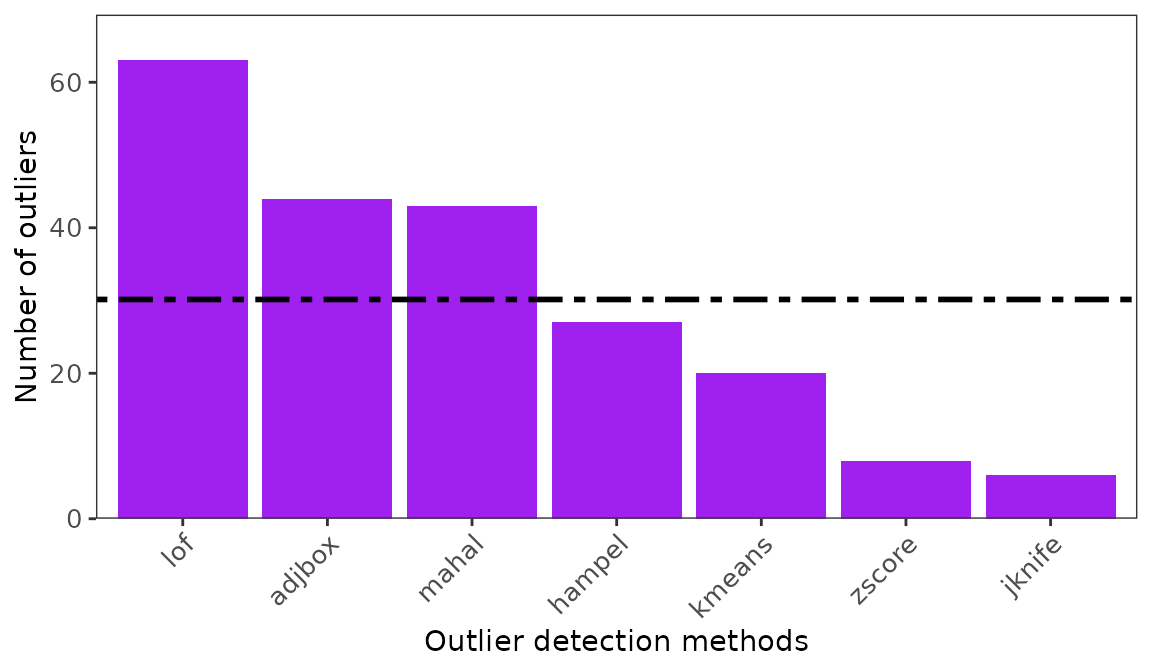 Number of outliers
60
40
20
0
lof
adjbox
mahal
hampel
kmeans
zscore
jknife
Outlier detection methods